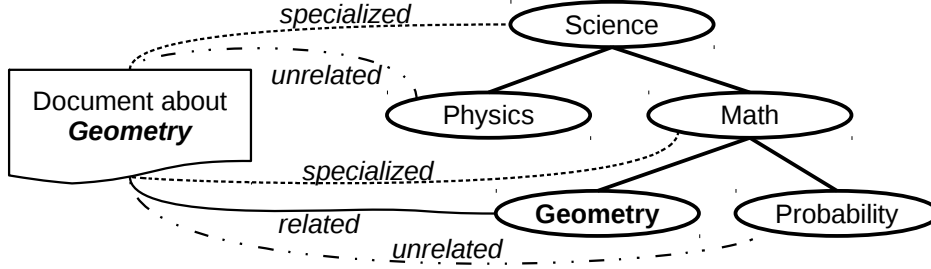 specialized
Science
unrelated
Document about
Geometry
Physics
Math
specialized
Geometry
Probability
related
unrelated